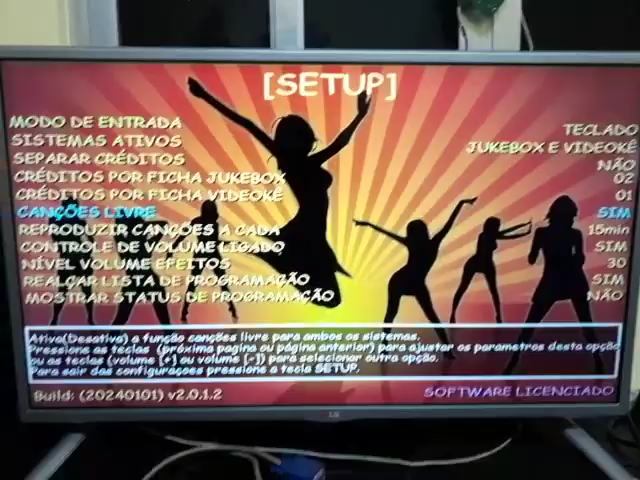 [SETUP]
MODO DE ENTRADA TECLADO
SISTEMAS ATIVOS JUKEBOX E VIDEOKÊ
SEPARAR CRÉDITOS NÃO
CRÉDITOS POR FICHA JUKEBOX 02
CRÉDITOS POR FICHA VIDEOKÊ 01
CANÇÕES LIVRE SIM
REPRODUZIR CANÇÕES A CADA 15min
CONTROLE DE VOLUME LIGADO SIM
NÍVEL VOLUME EFEITOS 30
REALÇAR LISTA DE PROGRAMAÇÃO SIM
MOSTRAR STATUS DE PROGRAMAÇÃO NÃO
Ativa(Desativa) a função canções livre para ambos os sistemas.
Pressione as teclas (próxima pagina ou página anterior) para ajustar os parametros desta opção
ou as teclas (volume [+] ou volume [-]) para selecionar outra opção.
Para sair das configurações pressione a tecla SETUP.
Build: (20240101) v2.0.1.2 SOFTWARE LICENCIADO
LG